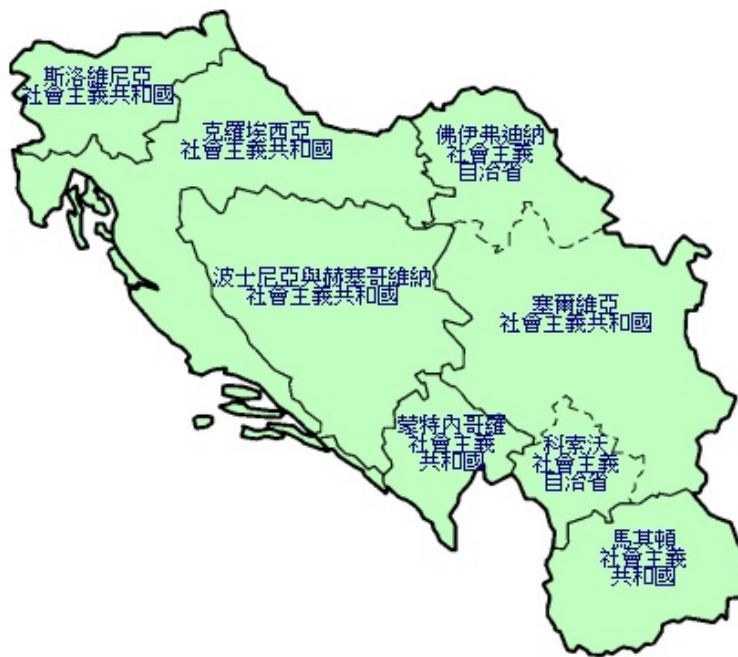 斯洛維尼亞
社會主義共和國
克羅埃西亞
社會主義共和國
佛伊弗迪納
社會主義
自治省
波士尼亞與赫塞哥維納
社會主義共和國
塞爾維亞
社會主義共和國
蒙特內哥羅
社會主義
共和國
科索沃
社會主義
自治省
馬其頓
社會主義
共和國